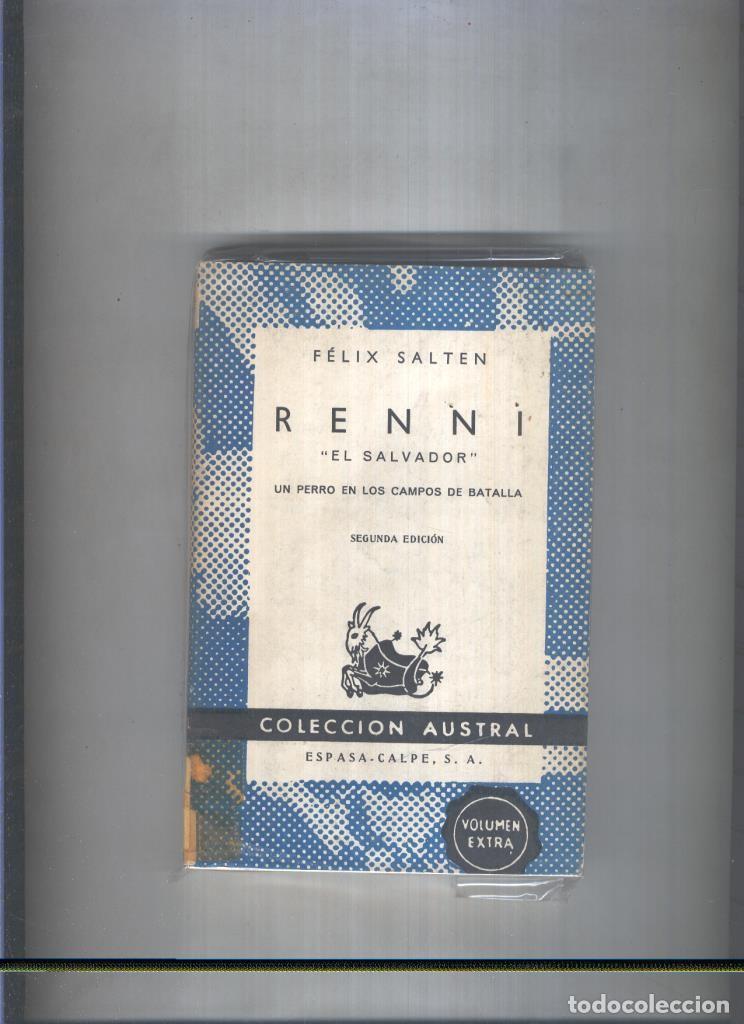 FÉLIX SALTEN
RENNI
"EL SALVADOR"
UN PERRO EN LOS CAMPOS DE BATALLA
SEGUNDA EDICIÓN
COLECCION AUSTRAL
ESPASA-CALPE, S. A.
VOLUMEN
EXTRA
todocoleccion